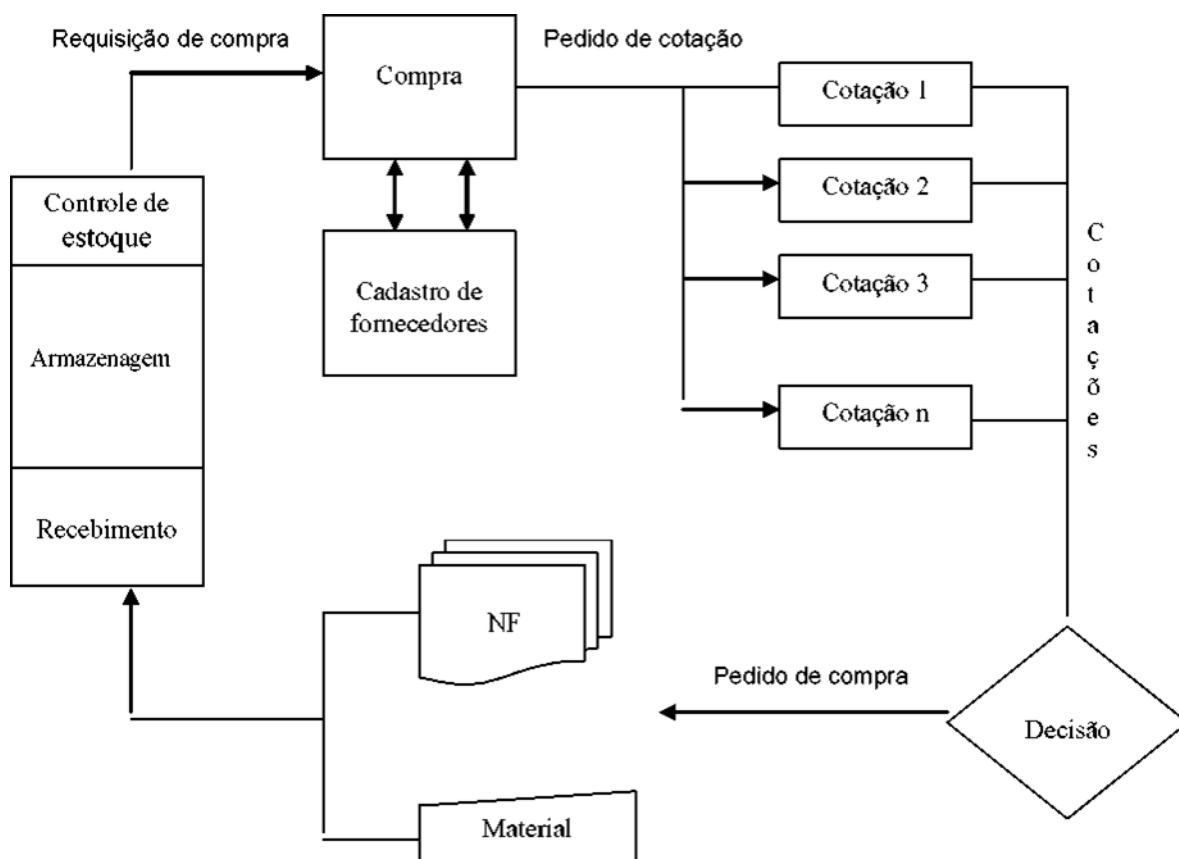 Requisição de compra
Compra
Pedido de cotação
Cotação 1
Cotação 2
Cotação 3
Cotação n
Cotações
Controle de
estoque
Armazenagem
Recebimento
Cadastro de
fornecedores
NF
Pedido de compra
Decisão
Material